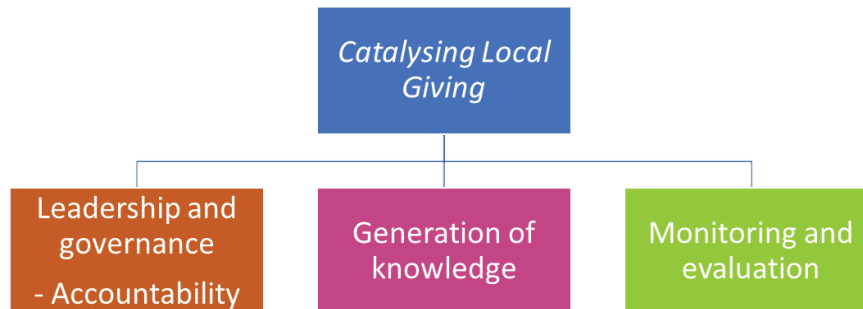 Catalysing Local
Giving
Leadership and
governance
- Accountability
Generation of
knowledge
Monitoring and
evaluation